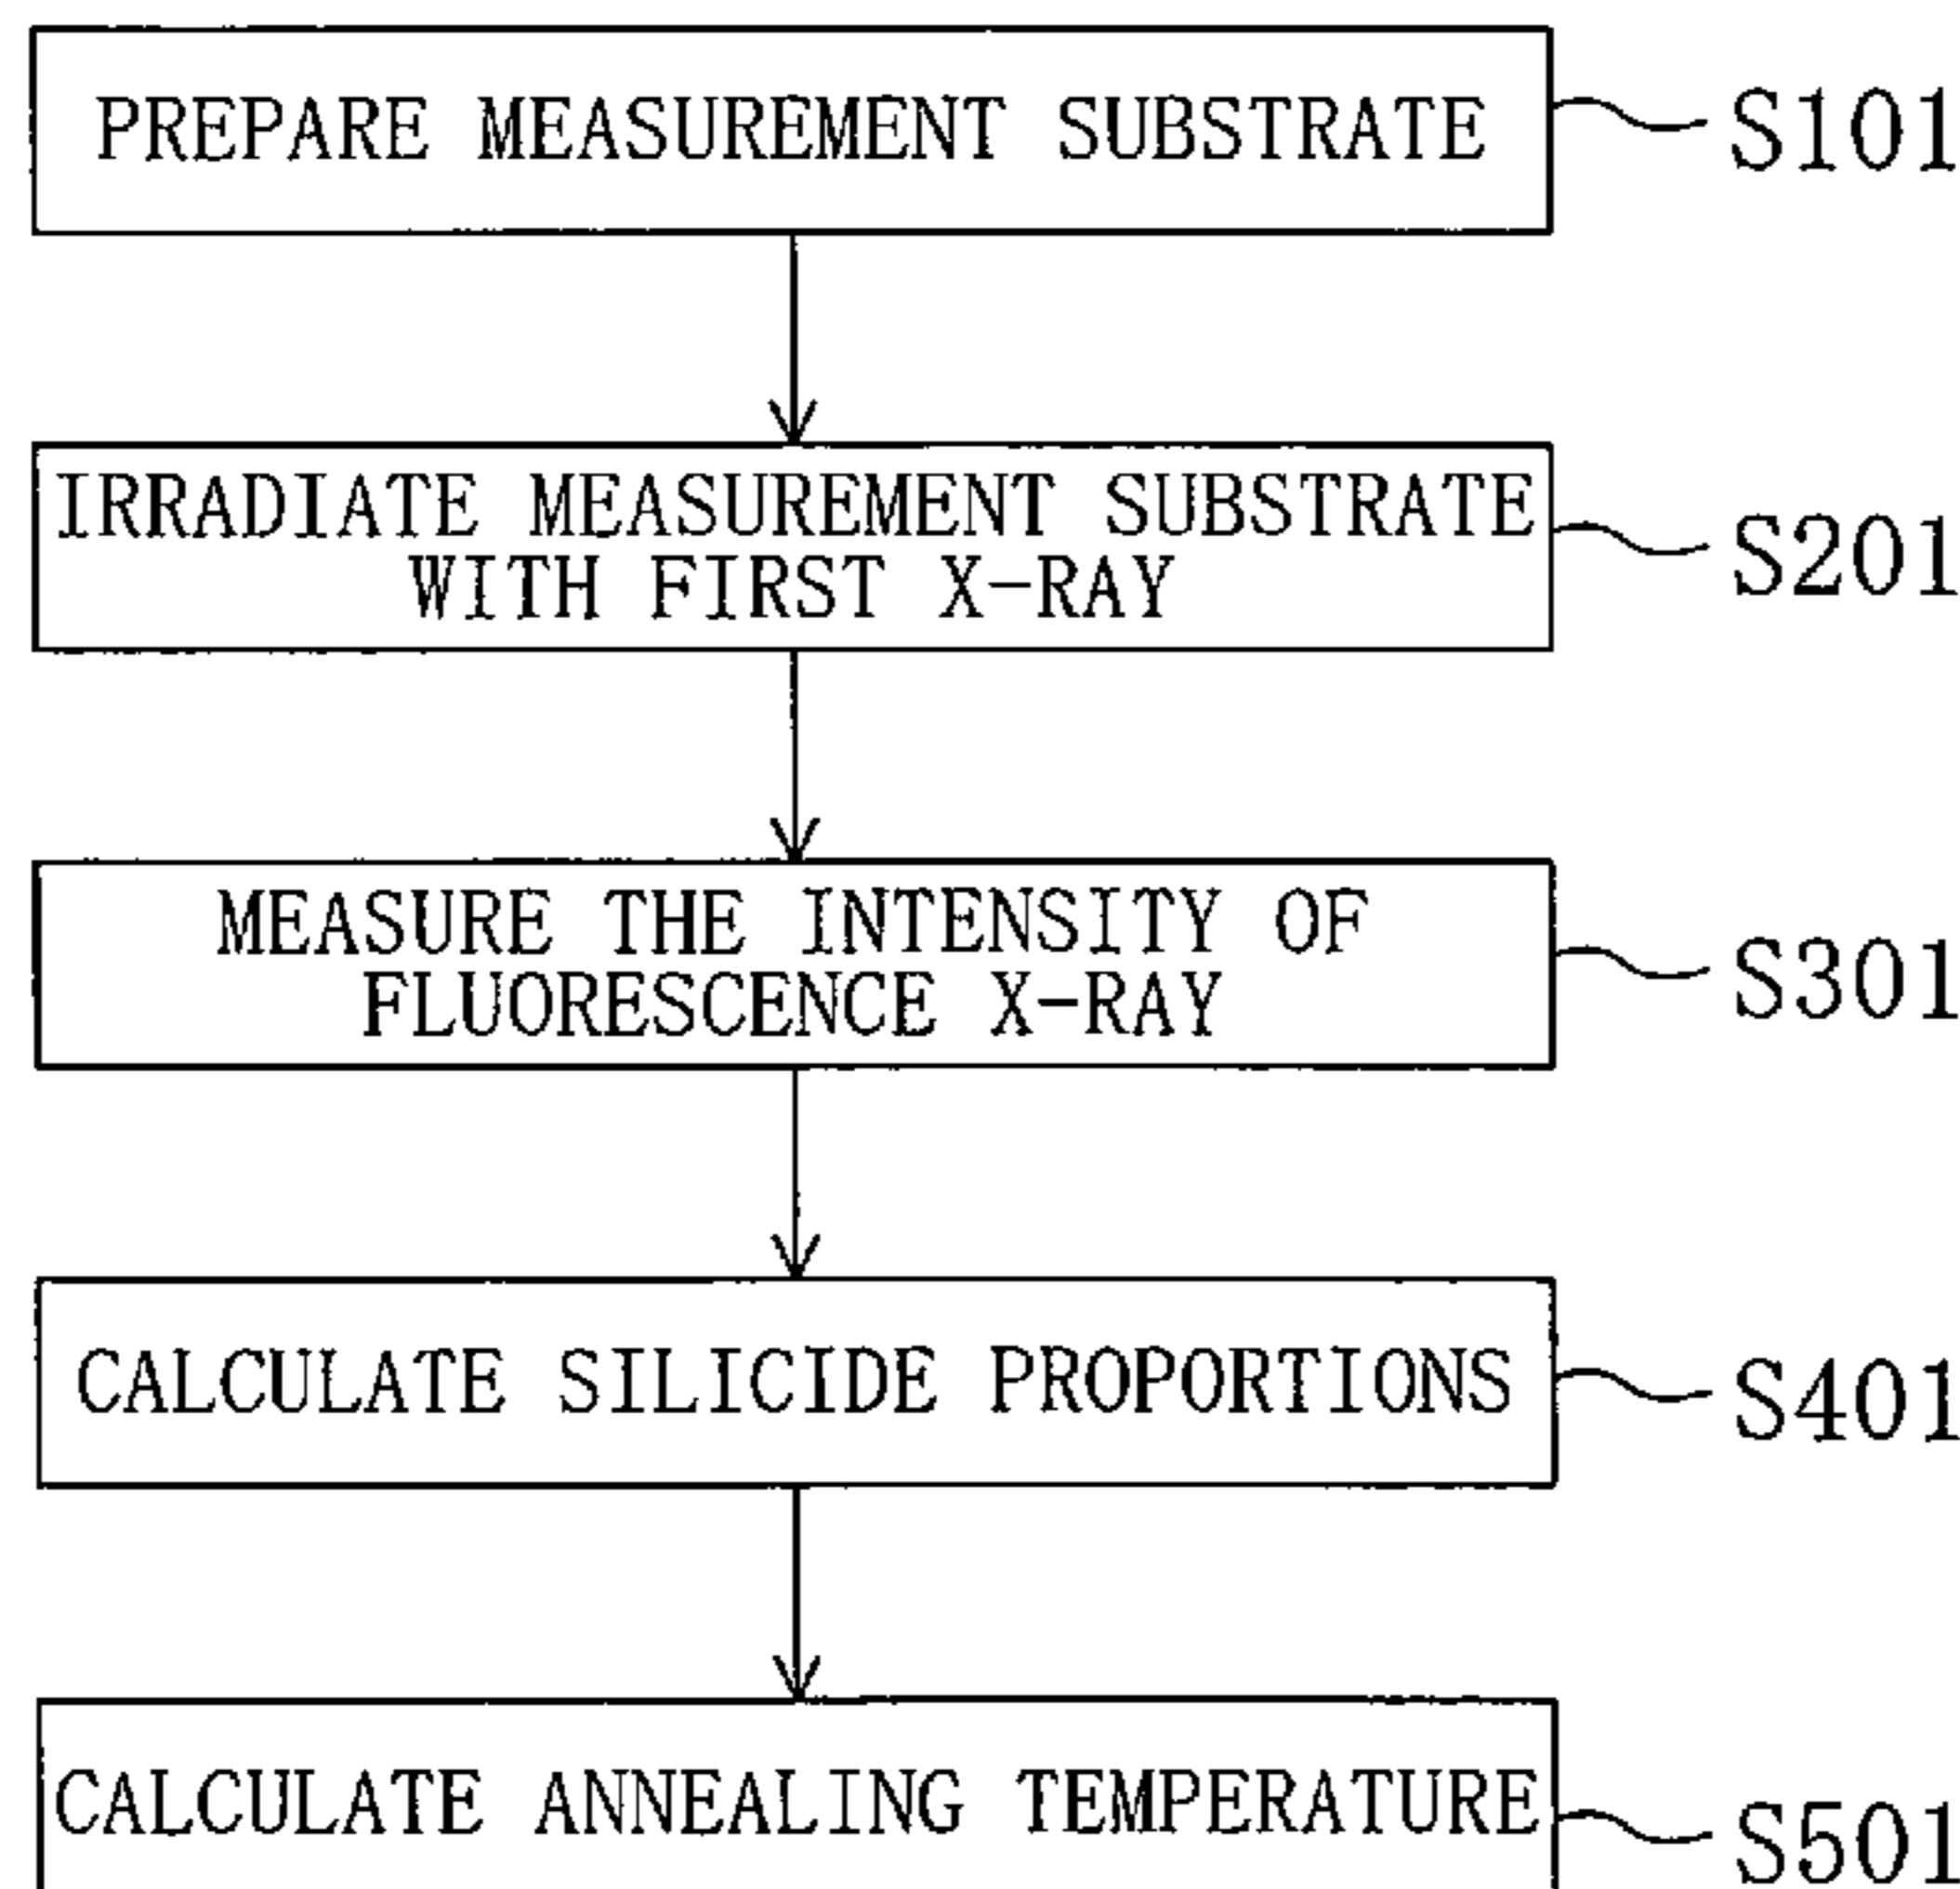 PREPARE MEASUREMENT SUBSTRATE
S101
IRRADIATE MEASUREMENT SUBSTRATE
WITH FIRST X-RAY
S201
MEASURE THE INTENSITY OF
FLUORESCENCE X-RAY
S301
CALCULATE SILICIDE PROPORTIONS
S401
CALCULATE ANNEALING TEMPERATURE
S501